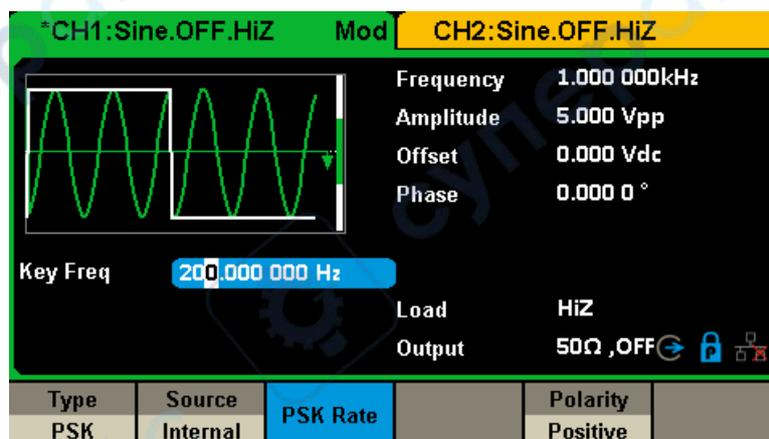 *CH1:Sine.OFF.HiZ Mod CH2:Sine.OFF.HiZ
Frequency 1.000 000kHz
Amplitude 5.000 Vpp
Offset 0.000 Vdc
Phase 0.000 0 °
Key Freq 200.000 000 Hz
Load HiZ
Output 50Ω ,OFF
Type Source PSK Rate Polarity
PSK Internal Positive